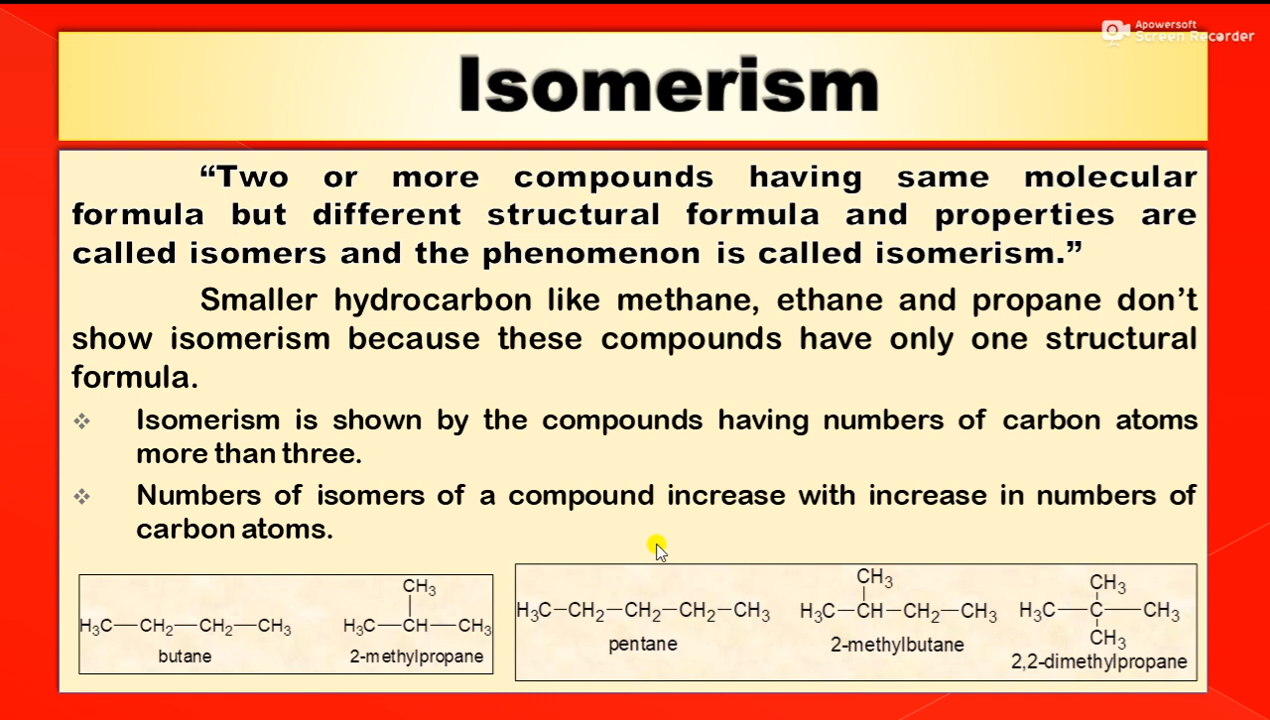 Apowersoft
Screen Recorder
Isomerism
“Two or more compounds having same molecular
formula but different structural formula and properties are
called isomers and the phenomenon is called isomerism.”
Smaller hydrocarbon like methane, ethane and propane don’t
show isomerism because these compounds have only one structural
formula.
❖ Isomerism is shown by the compounds having numbers of carbon atoms
more than three.
❖ Numbers of isomers of a compound increase with increase in numbers of
carbon atoms.
H₃C—CH₂—CH₂—CH₃
butane
CH₃
H₃C—CH—CH₃
2-methylpropane
H₃C—CH₂—CH₂—CH₂—CH₃
pentane
CH₃
H₃C—CH—CH₂—CH₃
2-methylbutane
CH₃
H₃C—C—CH₃
CH₃
2,2-dimethylpropane